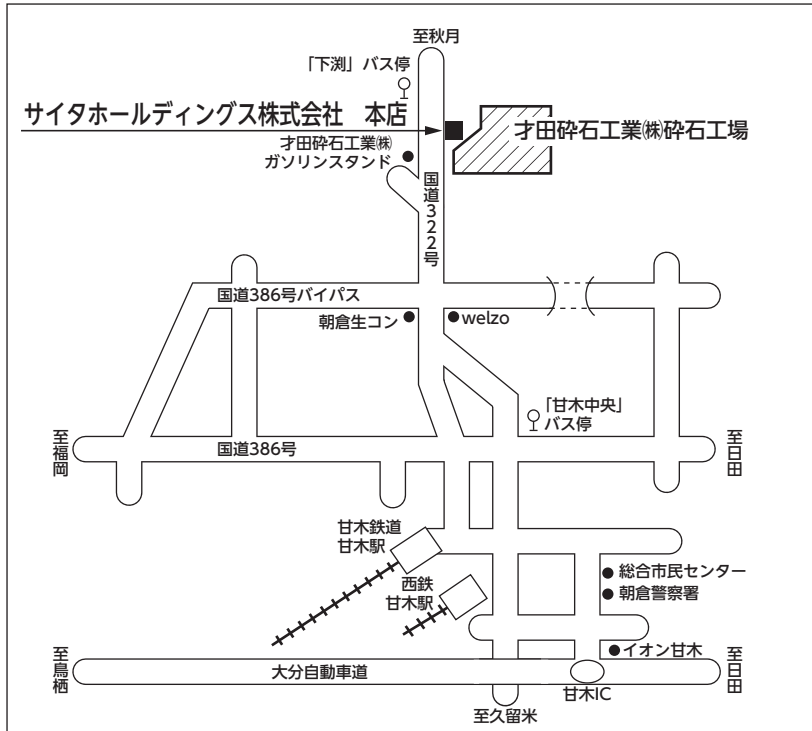 至秋月
「下渕」バス停
サイタホールディングス株式会社　本店
才田砕石工業㈱砕石工場
才田砕石工業㈱
ガソリンスタンド
国道322号
国道386号バイパス
朝倉生コン
welzo
「甘木中央」
バス停
至福岡
国道386号
至日田
甘木鉄道
甘木駅
西鉄
甘木駅
総合市民センター
朝倉警察署
イオン甘木
至鳥栖
大分自動車道
至日田
甘木IC
至久留米